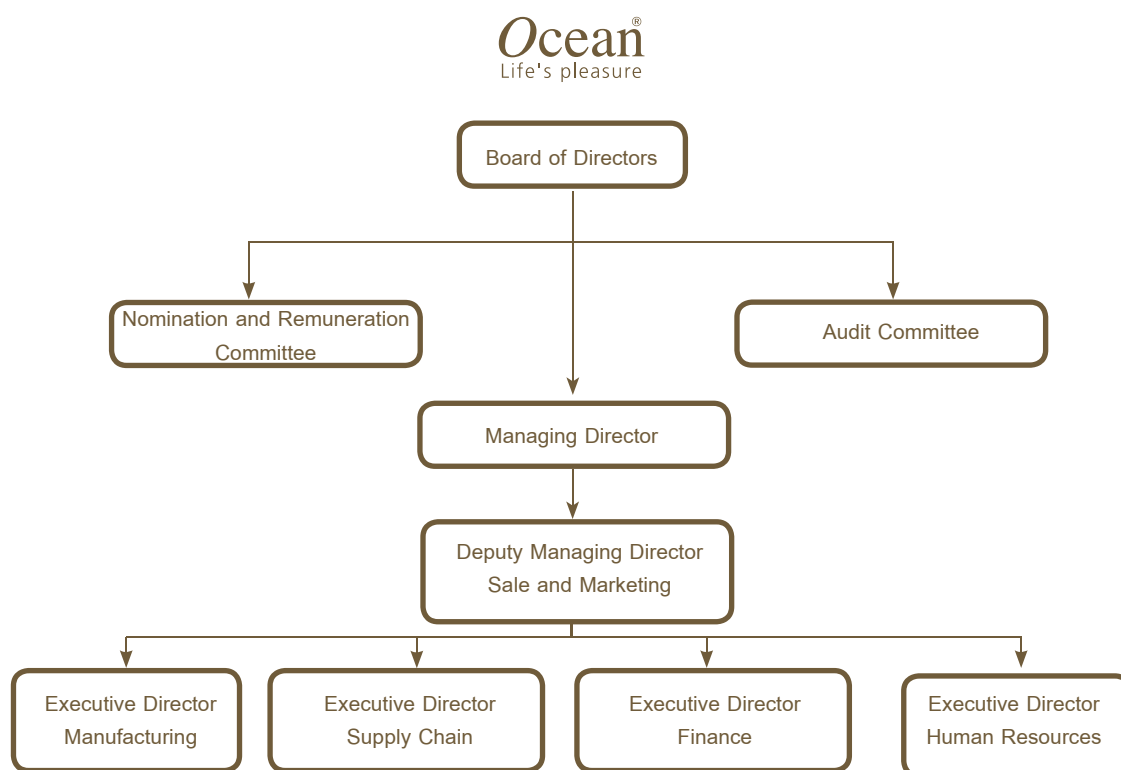 Ocean®
Life's pleasure
Board of Directors
Nomination and Remuneration
Committee
Audit Committee
Managing Director
Deputy Managing Director
Sale and Marketing
Executive Director
Manufacturing
Executive Director
Supply Chain
Executive Director
Finance
Executive Director
Human Resources